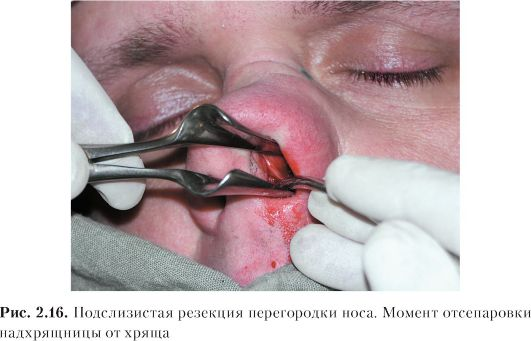 Рис. 2.16. Подслизистая резекция перегородки носа. Момент отсепаровки
надхрящницы от хряща